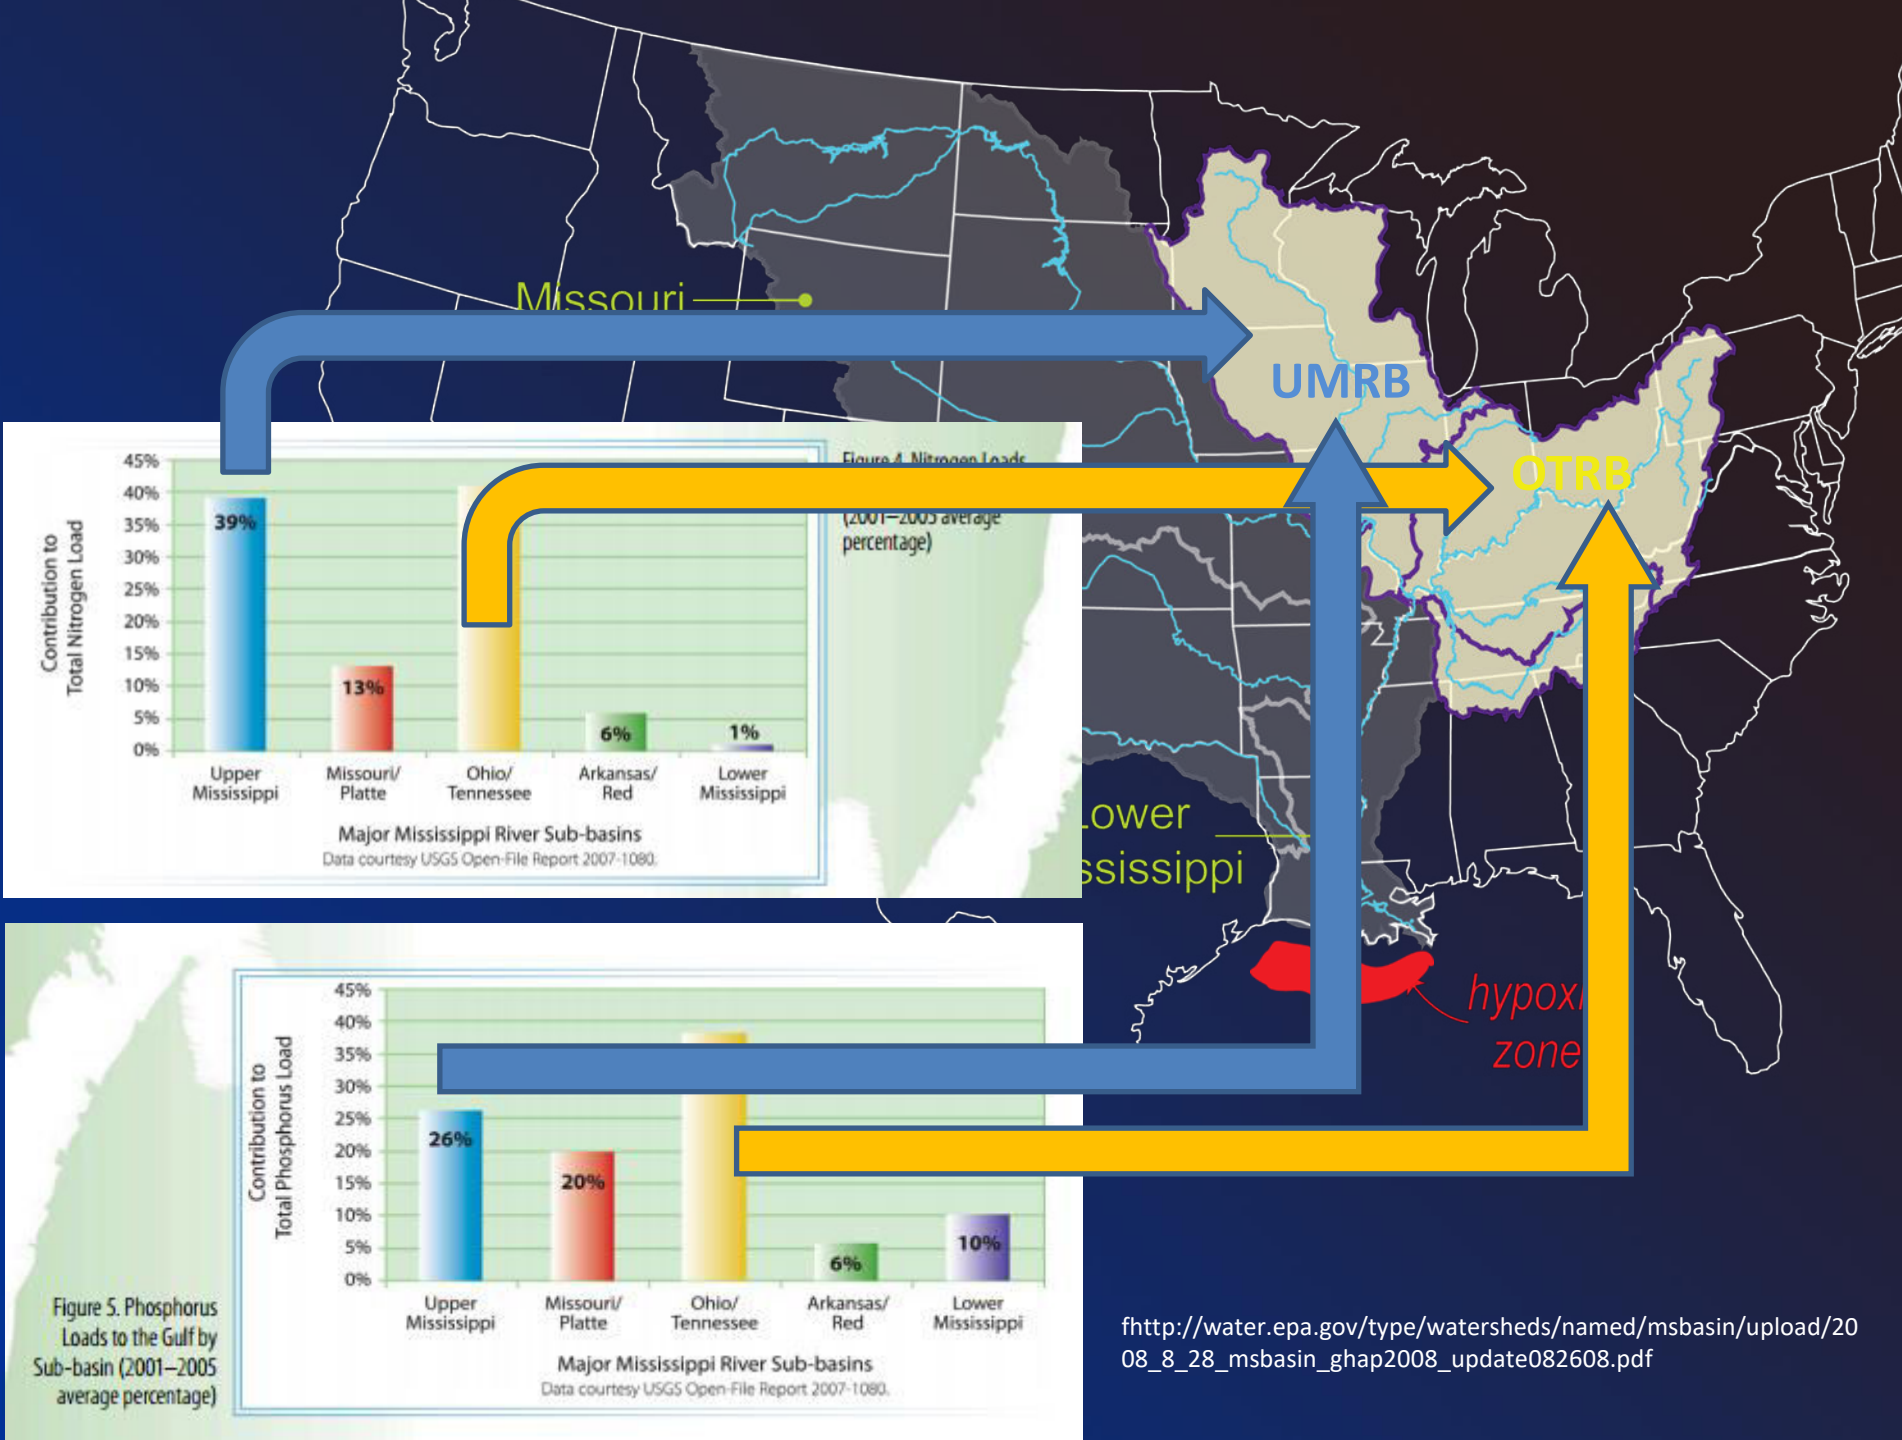 Missouri
UMRB
OTRB
45%
40%
35%
30%
25%
20%
15%
10%
5%
0%
Contribution to
Total Nitrogen Load
39%
13%
6%
1%
Upper
Mississippi
Missouri/
Platte
Ohio/
Tennessee
Arkansas/
Red
Lower
Mississippi
Major Mississippi River Sub-basins
Data courtesy USGS Open-File Report 2007-1080.
Figure 4. Nitrogen Loads
(2001–2005 average
percentage)
ower
ssissippi
hypoxi
zone
45%
40%
35%
30%
25%
20%
15%
10%
5%
0%
Contribution to
Total Phosphorus Load
26%
20%
6%
10%
Upper
Mississippi
Missouri/
Platte
Ohio/
Tennessee
Arkansas/
Red
Lower
Mississippi
Major Mississippi River Sub-basins
Data courtesy USGS Open-File Report 2007-1080.
Figure 5. Phosphorus
Loads to the Gulf by
Sub-basin (2001–2005
average percentage)
fhttp://water.epa.gov/type/watersheds/named/msbasin/upload/20
08_8_28_msbasin_ghap2008_update082608.pdf